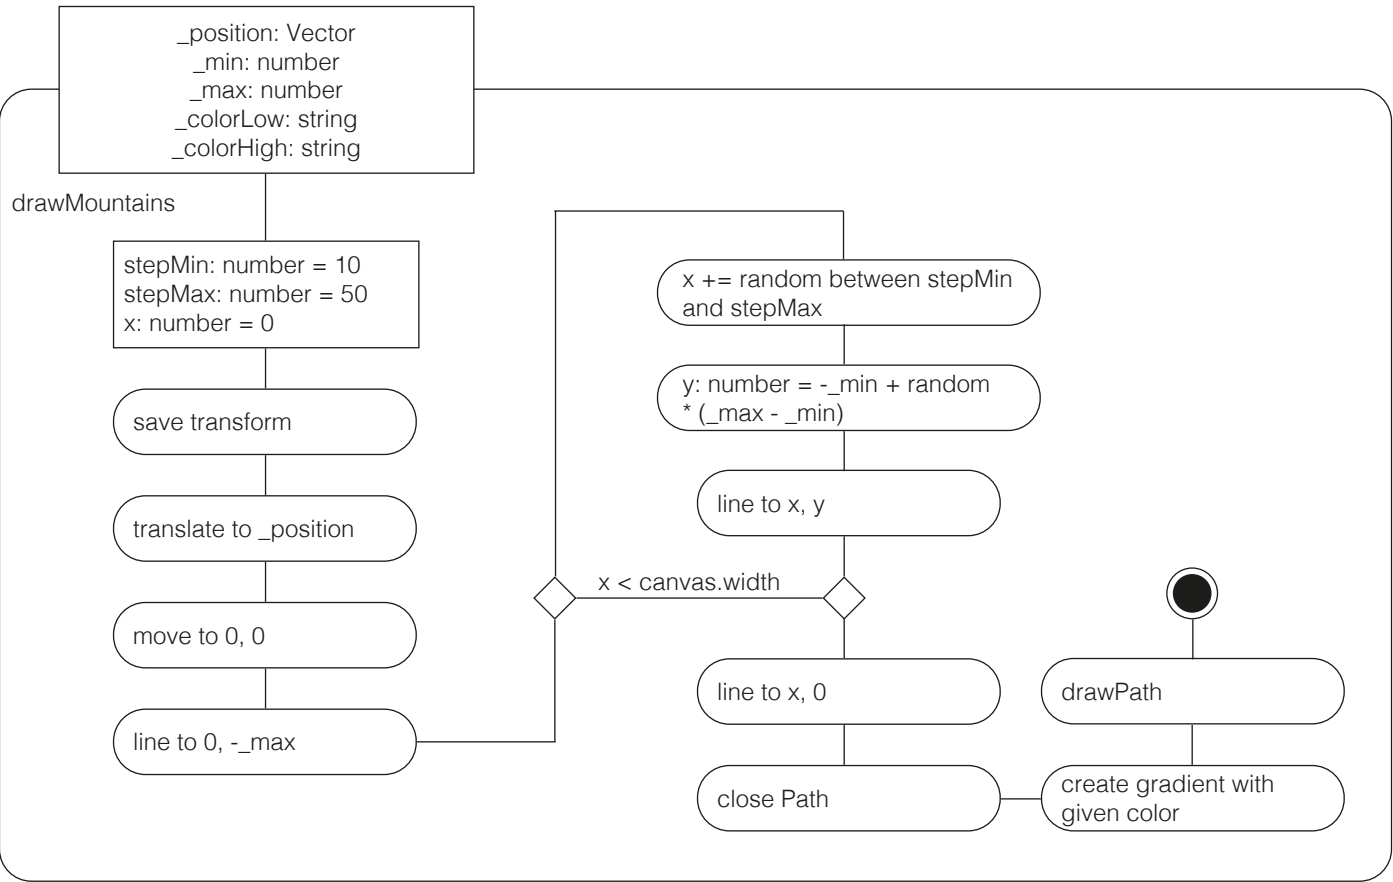 _position: Vector
_min: number
_max: number
_colorLow: string
_colorHigh: string
drawMountains
stepMin: number = 10
stepMax: number = 50
x: number = 0
save transform
translate to _position
move to 0, 0
line to 0, -_max
x += random between stepMin
and stepMax
y: number = -_min + random
* (_max - _min)
line to x, y
x < canvas.width
line to x, 0
close Path
create gradient with
given color
drawPath